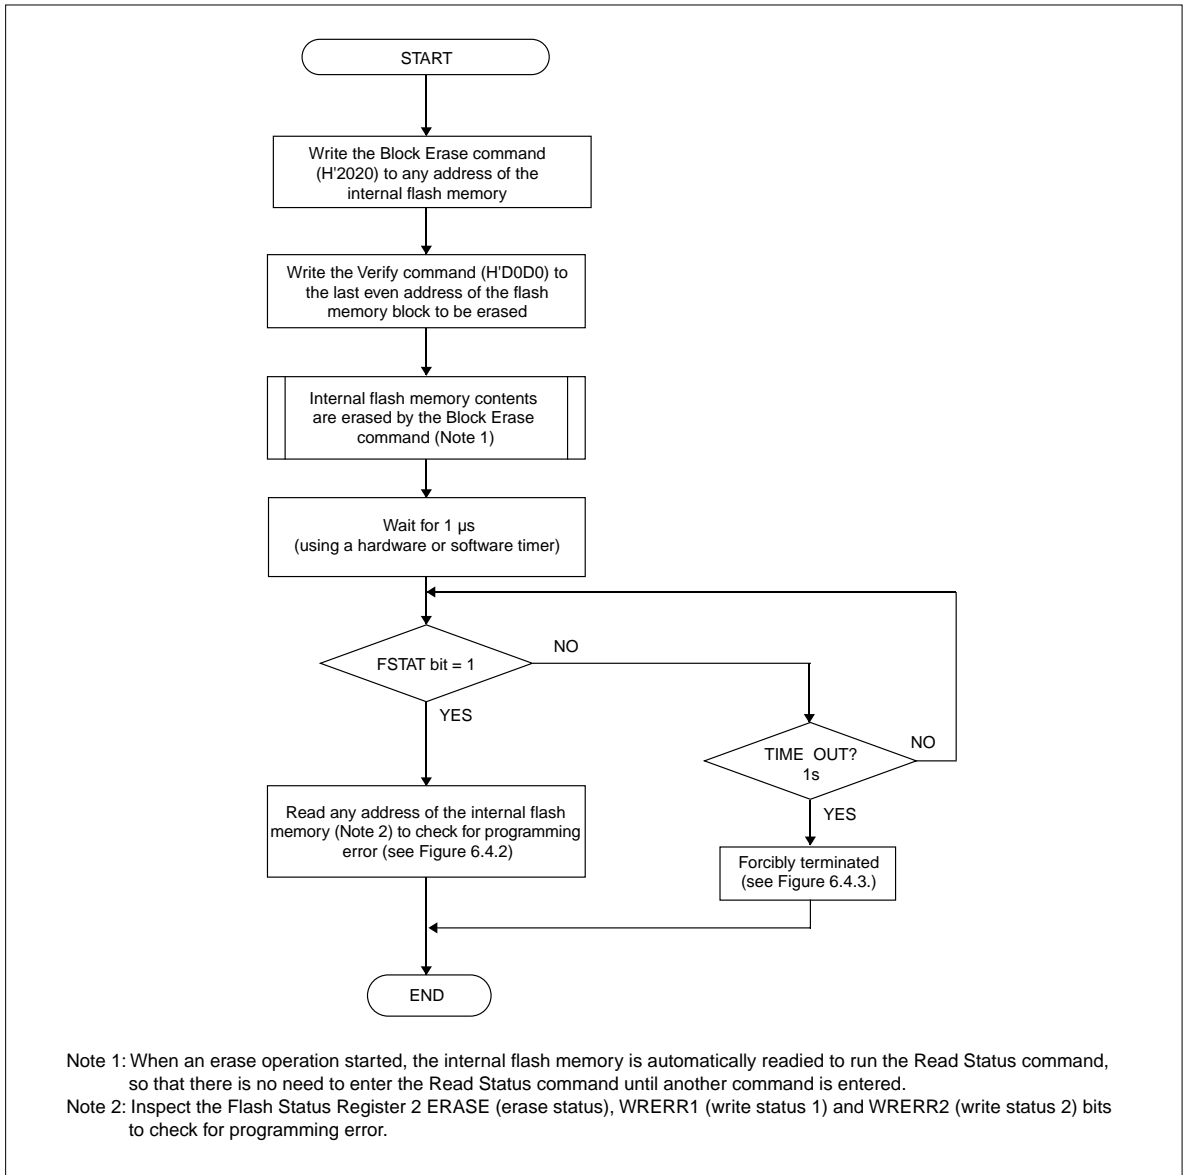 START
Write the Block Erase command
(H'2020) to any address of the
internal flash memory
Write the Verify command (H'D0D0) to
the last even address of the flash
memory block to be erased
Internal flash memory contents
are erased by the Block Erase
command (Note 1)
Wait for 1 µs
(using a hardware or software timer)
FSTAT bit = 1
NO
YES
TIME OUT?
1s
NO
YES
Read any address of the internal flash
memory (Note 2) to check for programming
error (see Figure 6.4.2)
Forcibly terminated
(see Figure 6.4.3.)
END
Note 1: When an erase operation started, the internal flash memory is automatically readied to run the Read Status command,
so that there is no need to enter the Read Status command until another command is entered.
Note 2: Inspect the Flash Status Register 2 ERASE (erase status), WRERR1 (write status 1) and WRERR2 (write status 2) bits
to check for programming error.